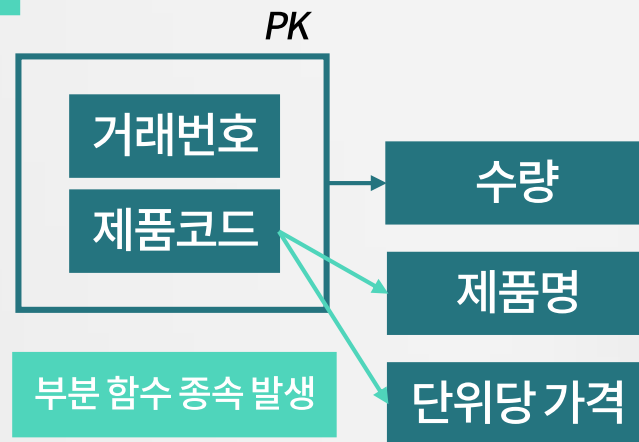 PK
거래번호
제품코드
수량
제품명
단위당 가격
부분 함수 종속 발생